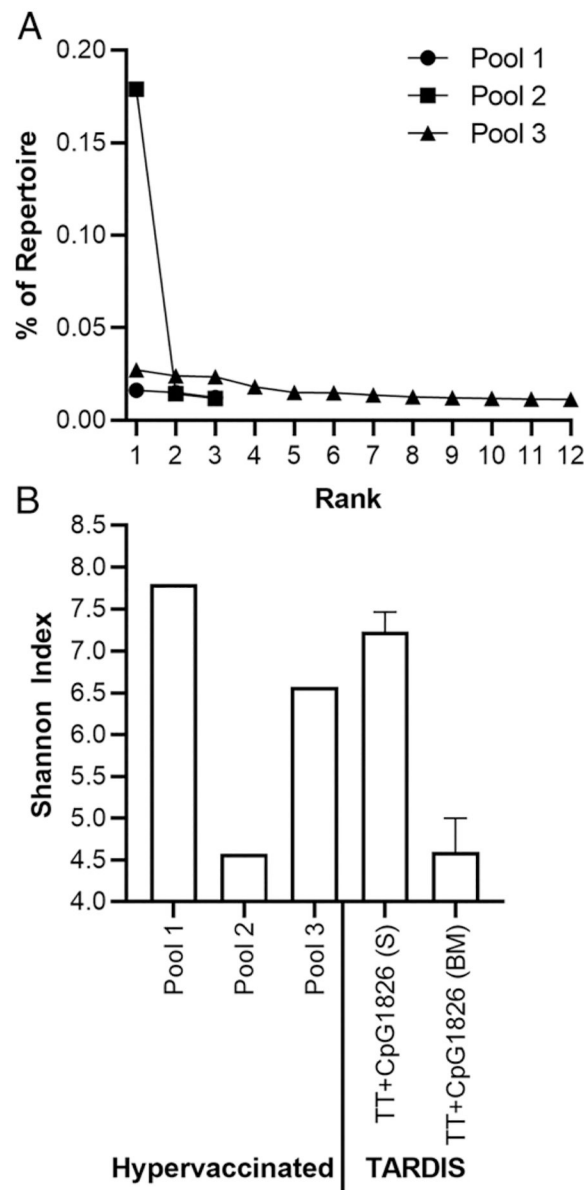 A
% of Repertoire
0.20
0.15
0.10
0.05
0.00
Pool 1
Pool 2
Pool 3
1 2 3 4 5 6 7 8 9 10 11 12
Rank
B
Shannon Index
8.5
8.0
7.5
7.0
6.5
6.0
5.5
5.0
4.5
4.0
Pool 1
Pool 2
Pool 3
TT+CpG1826 (S)
TT+CpG1826 (BM)
Hypervaccinated
TARDIS